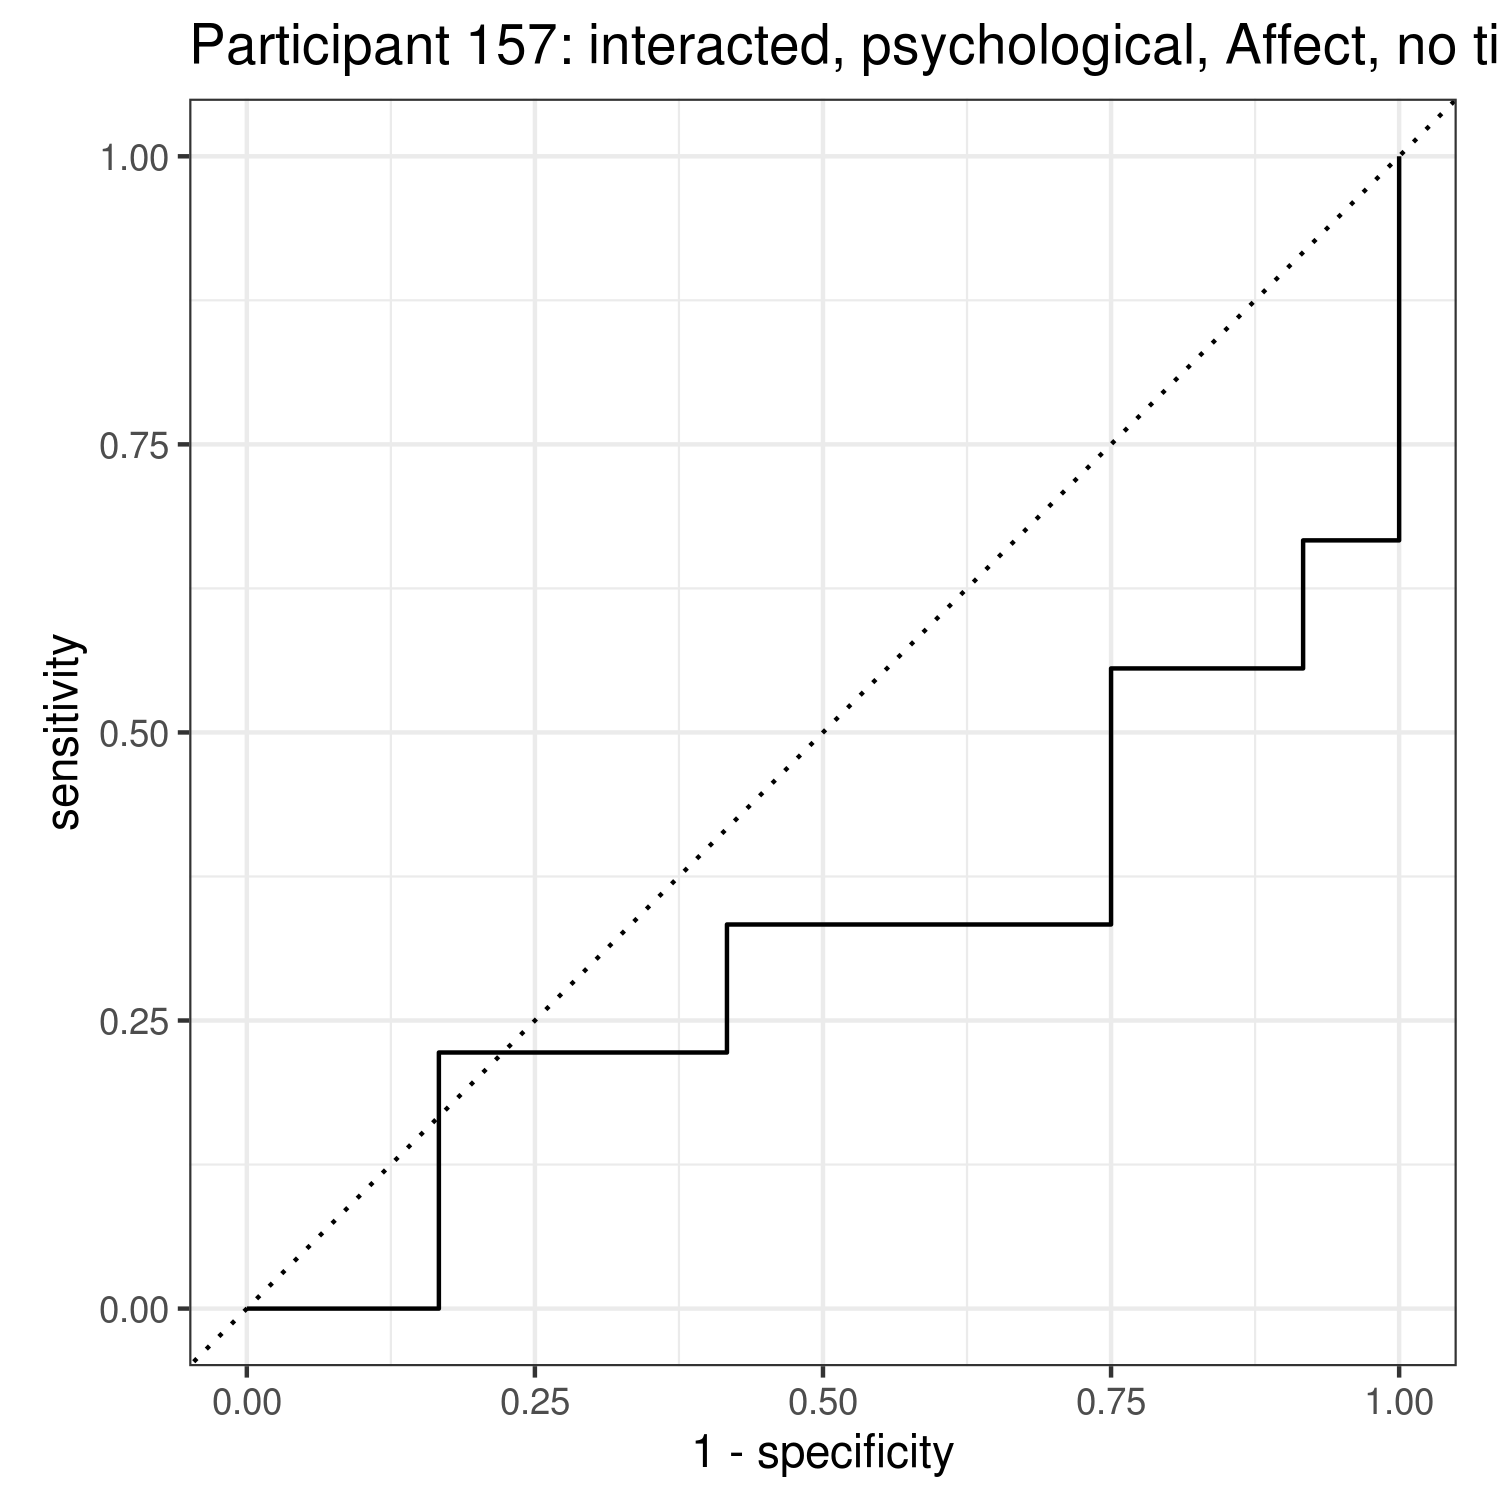 Participant 157: interacted, psychological, Affect, no ti
1.00
0.75
0.50
0.25
0.00
sensitivity
0.00 0.25 0.50 0.75 1.00
1 - specificity